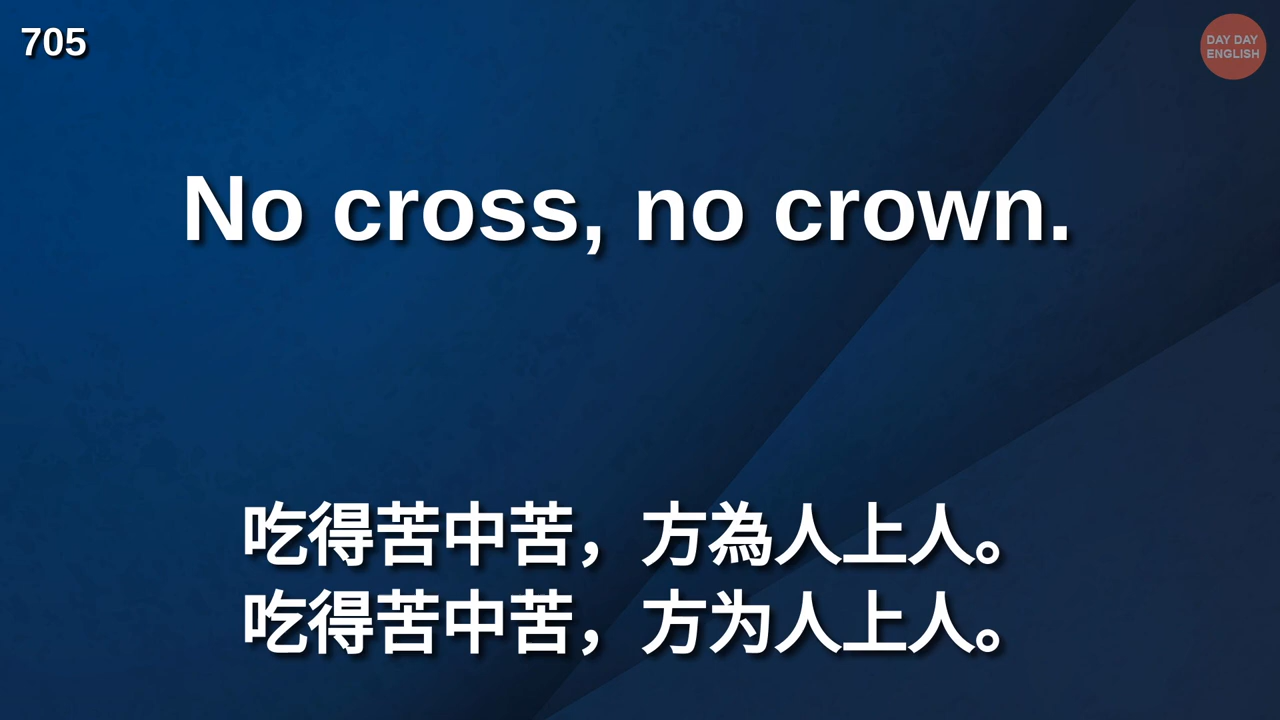 705
DAY DAY
ENGLISH
No cross, no crown.
吃得苦中苦，方為人上人。
吃得苦中苦，方为人上人。